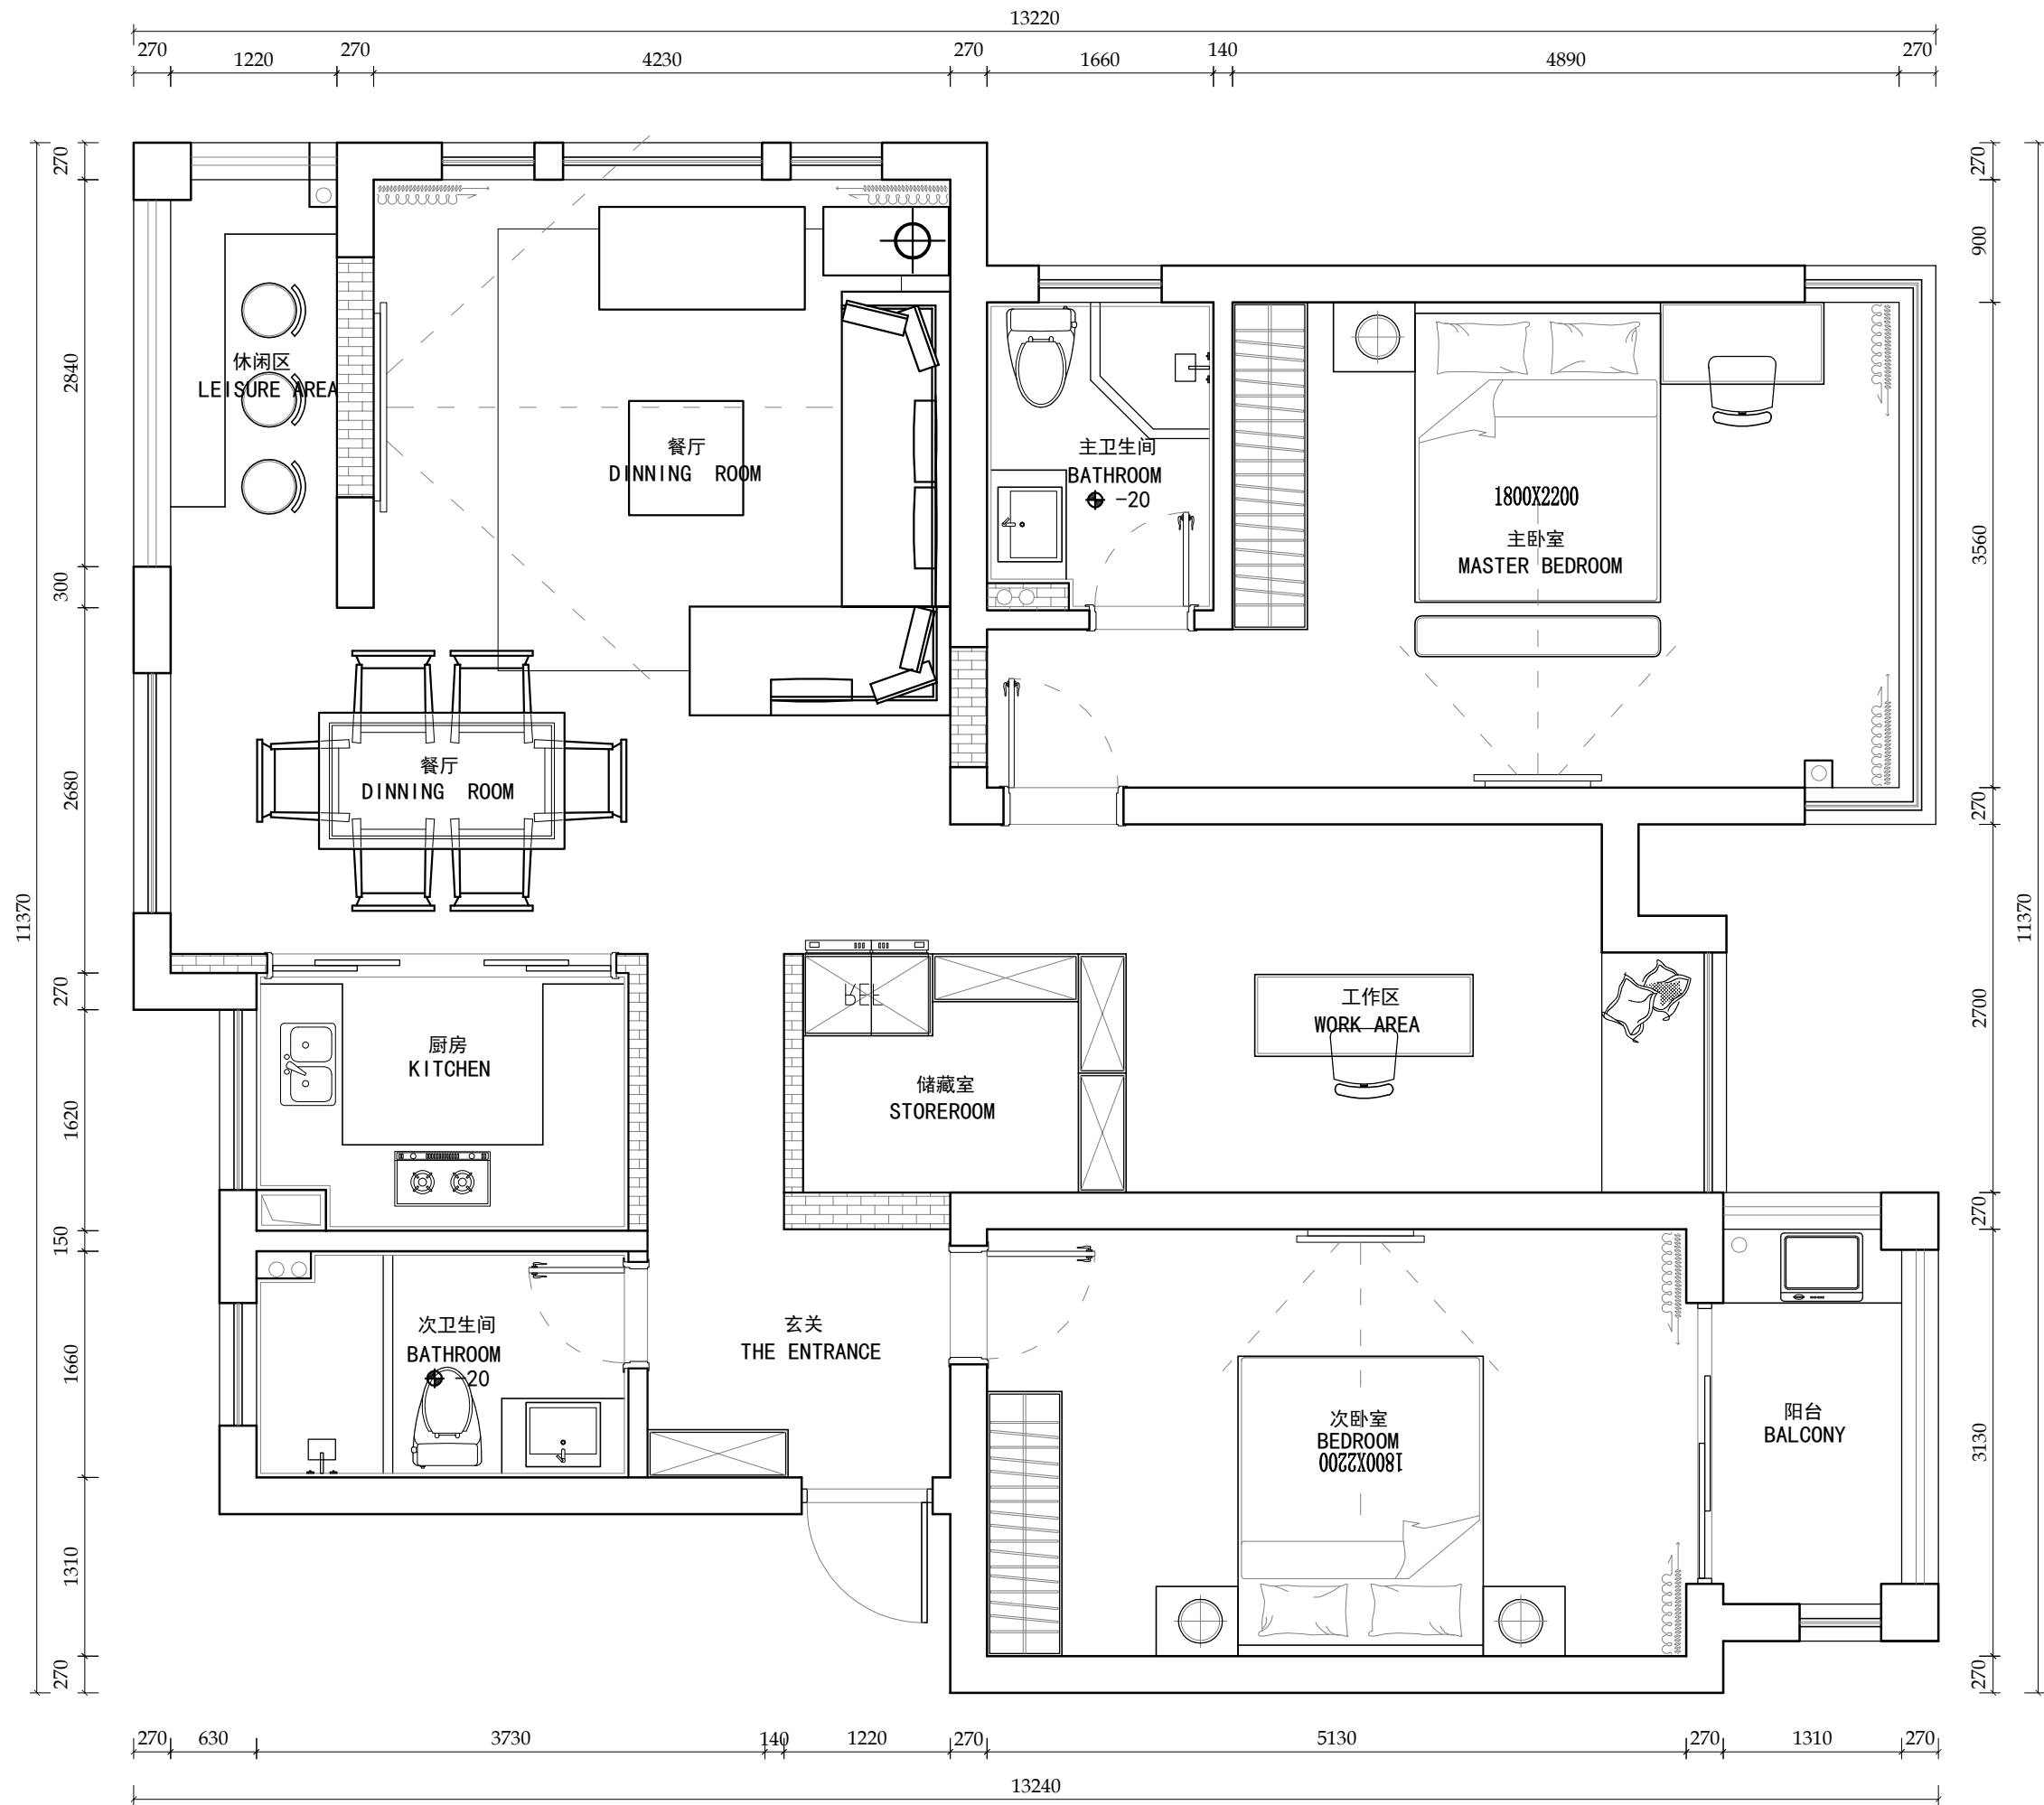 13220
270 1220 270 4230 270 1660 140 4890 270
270
2840
300
2680
270
1620
150
1660
1310
270
11370
休闲区
LEISURE AREA
餐厅
DINNING ROOM
主卫生间
BATHROOM
-20
1800X2200
主卧室
MASTER BEDROOM
餐厅
DINNING ROOM
厨房
KITCHEN
储藏室
STOREROOM
工作区
WORK AREA
次卫生间
BATHROOM
-20
玄关
THE ENTRANCE
次卧室
BEDROOM
1800X2200
阳台
BALCONY
270
900
3560
270
2700
270
3130
270
11370
270 630 3730 140 1220 270 5130 270 1310 270
13240